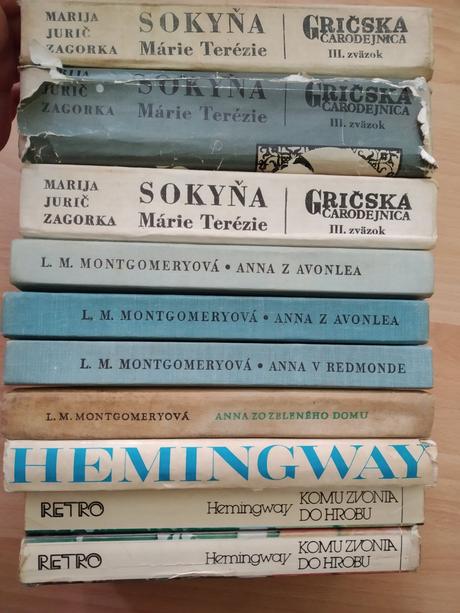 MARIJA
JURIČ
ZAGORKA
SOKYŇA
Márie Terézie
GRIČSKA
ČARODEJNICA
III. zväzok
MARIJA
JURIČ
ZAGORKA
SOKYŇA
Márie Terézie
GRIČSKA
ČARODEJNICA
III. zväzok
MARIJA
JURIČ
ZAGORKA
SOKYŇA
Márie Terézie
GRIČSKA
ČARODEJNICA
III. zväzok
L. M. MONTGOMERYOVÁ • ANNA Z AVONLEA
L. M. MONTGOMERYOVÁ • ANNA Z AVONLEA
L. M. MONTGOMERYOVÁ • ANNA V REDMONDE
L. M. MONTGOMERYOVÁ ANNA ZO ZELENÉHO DOMU
HEMINGWAY
RETRO
Hemingway
KOMU ZVONIA
DO HROBU
RETRO
Hemingway
KOMU ZVONIA
DO HROBU